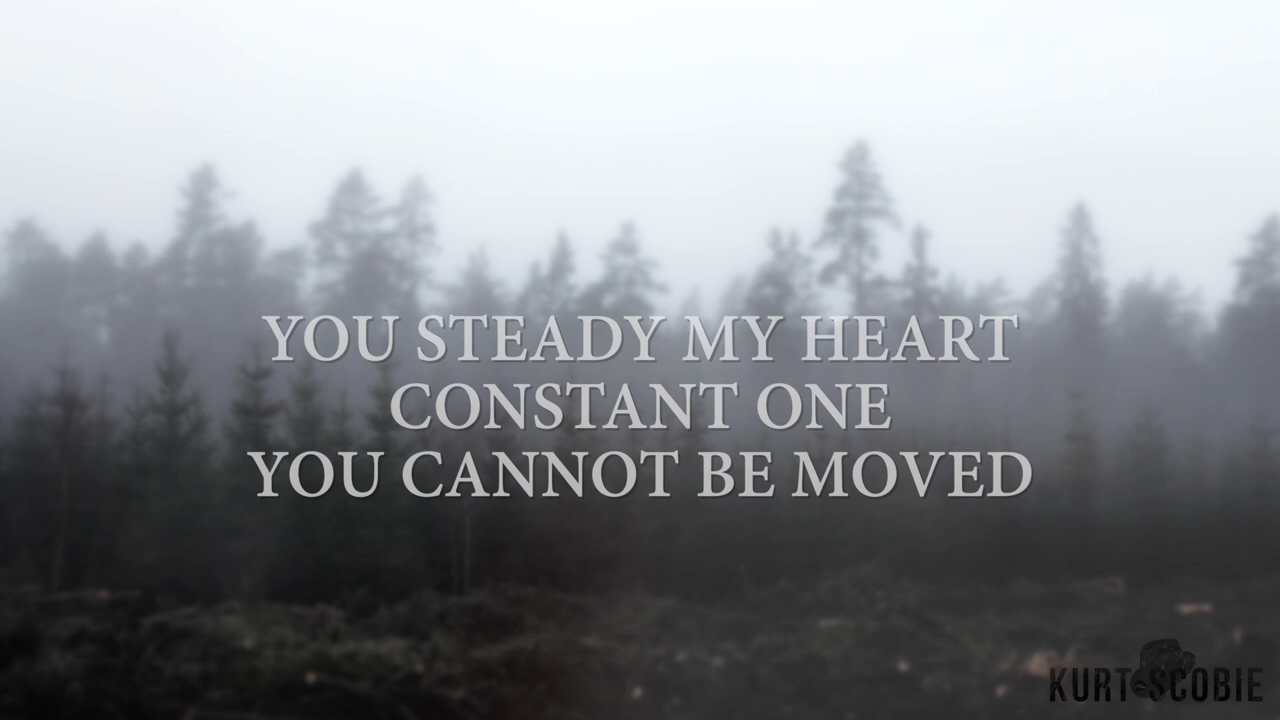 YOU STEADY MY HEART
CONSTANT ONE
YOU CANNOT BE MOVED
KURT SCOBIE